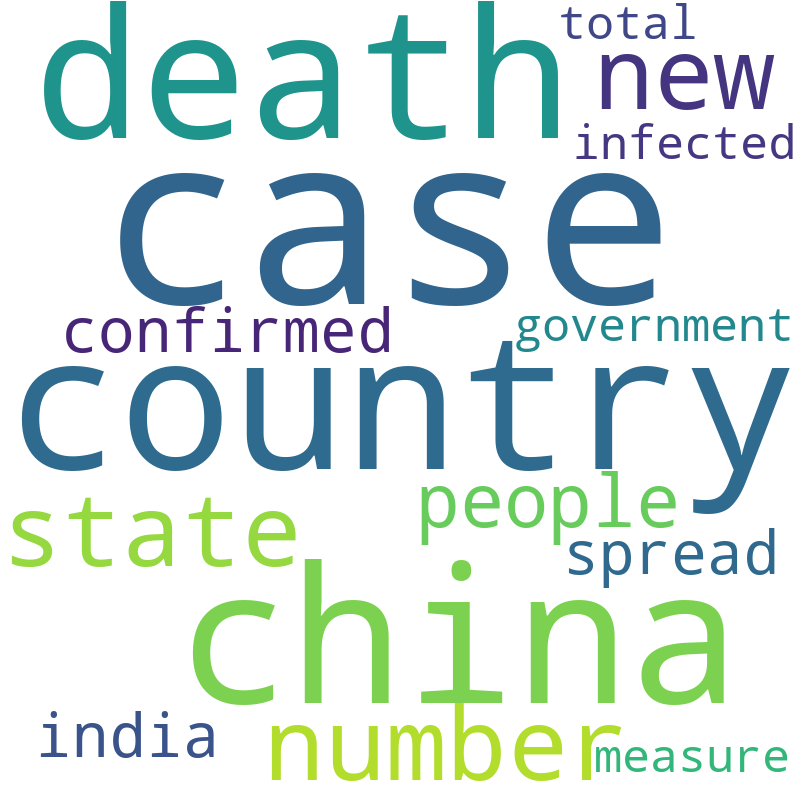 total
death
new
infected
case
confirmed
government
country
people
state
spread
china
india
number
measure